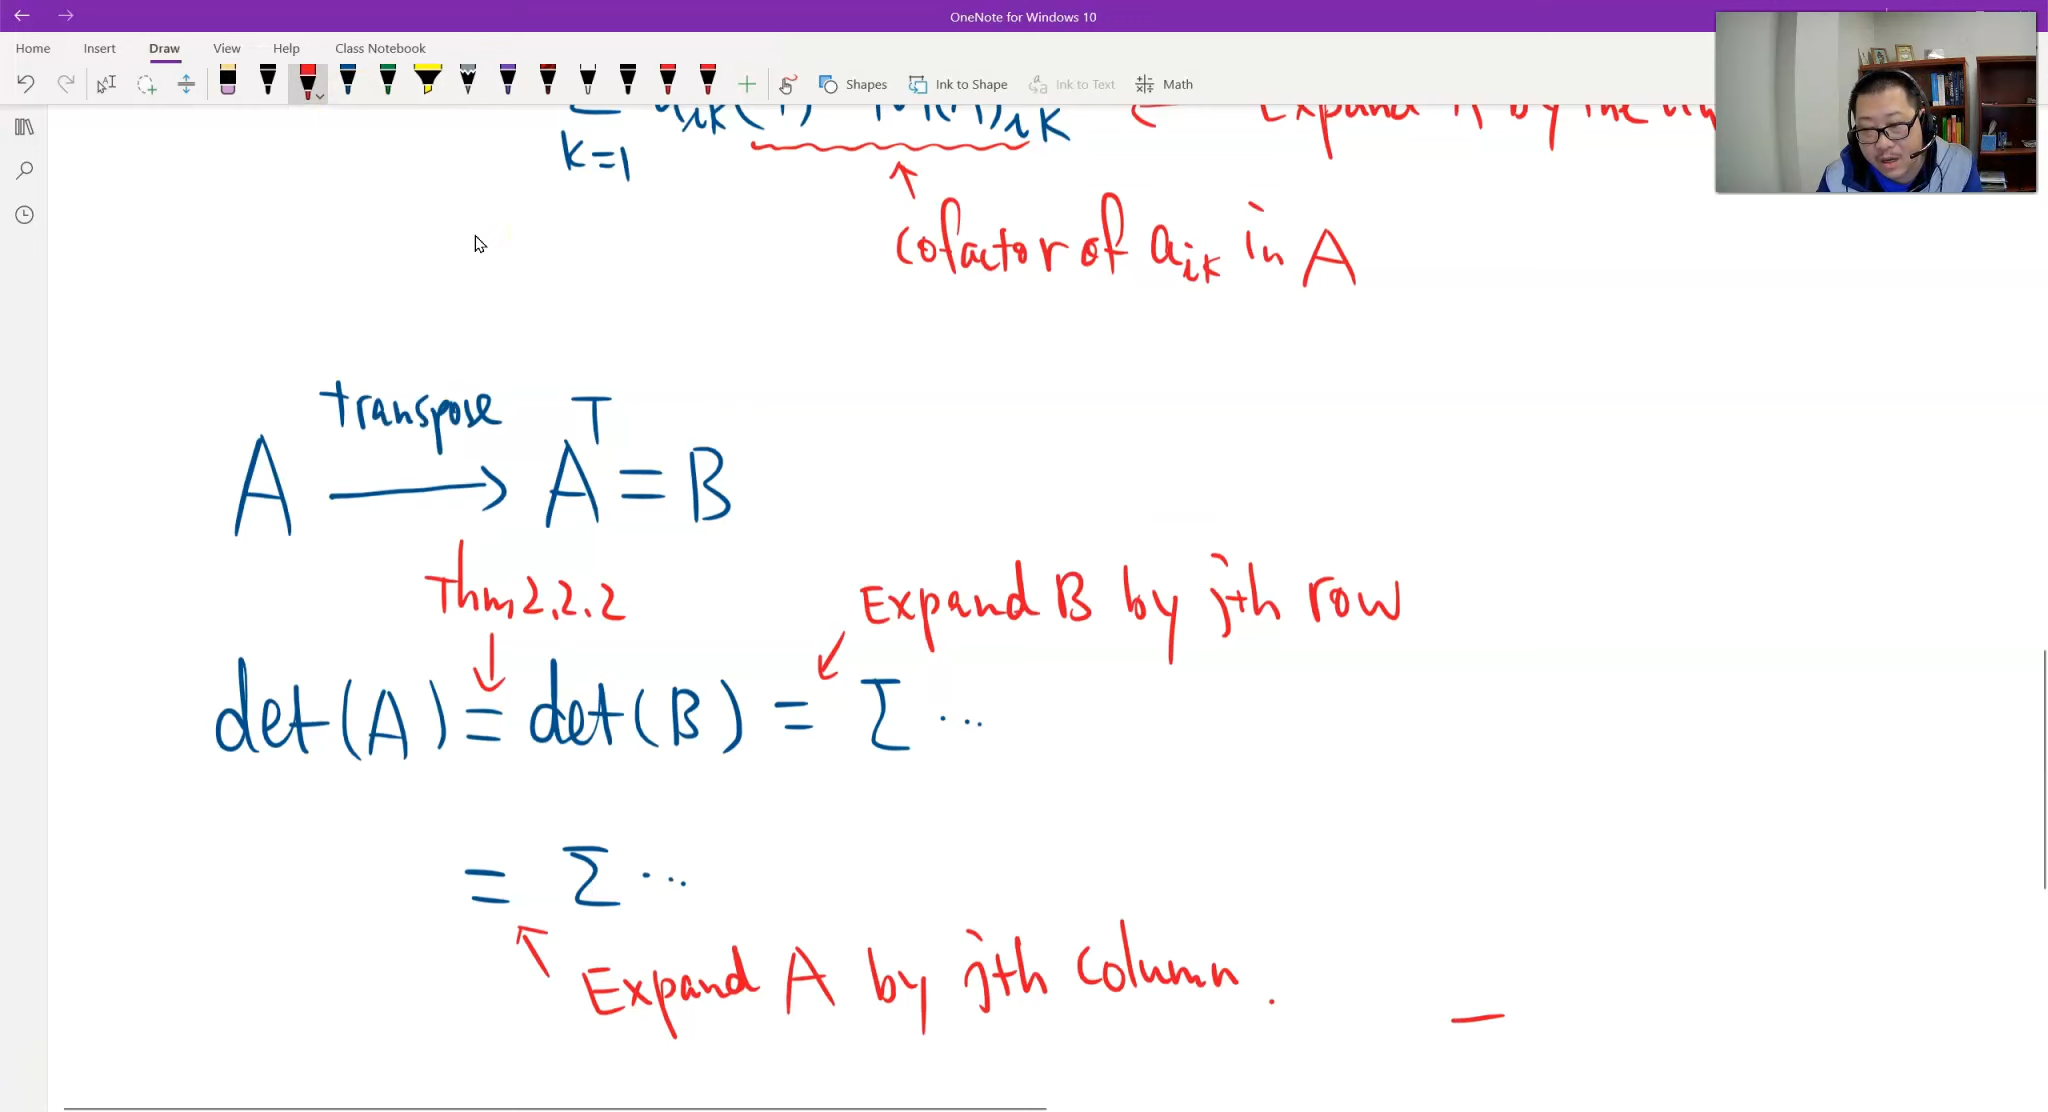 OneNote for Windows 10
Home Insert Draw View Help Class Notebook
Shapes Ink to Shape Ink to Text Math
k=1
cofactor of aik in A
transpose
A → A^T = B
Thm 2.2.2
Expand B by jth row
det(A) = det(B) = Σ ...
= Σ ...
Expand A by jth column.